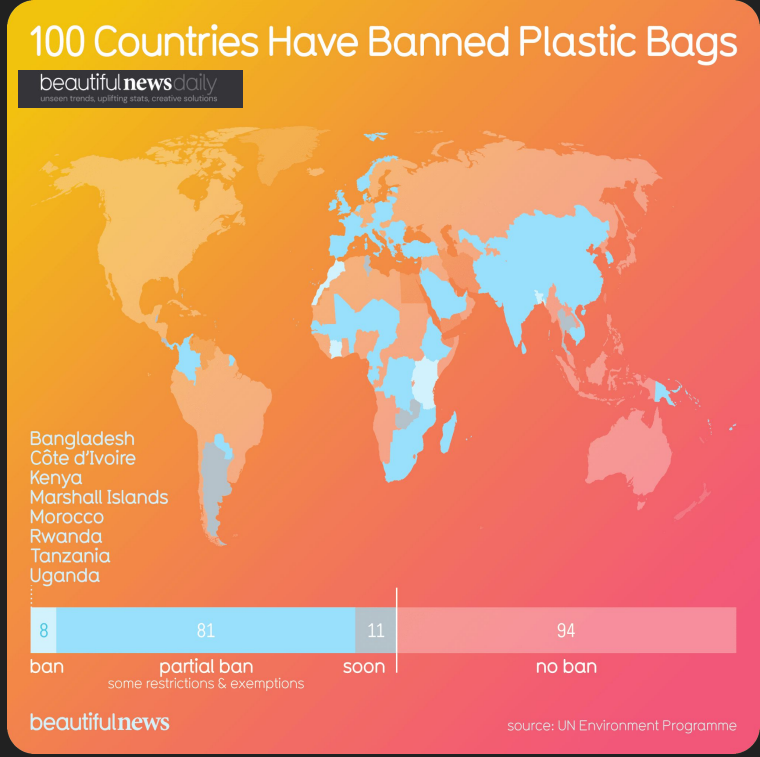 100 Countries Have Banned Plastic Bags
beautifulnewsdaily
unseen trends, uplifting stats, creative solutions
Bangladesh
Côte d'Ivoire
Kenya
Marshall Islands
Morocco
Rwanda
Tanzania
Uganda
8 81 11 94
ban partial ban soon no ban
some restrictions & exemptions
beautifulnews source: UN Environment Programme